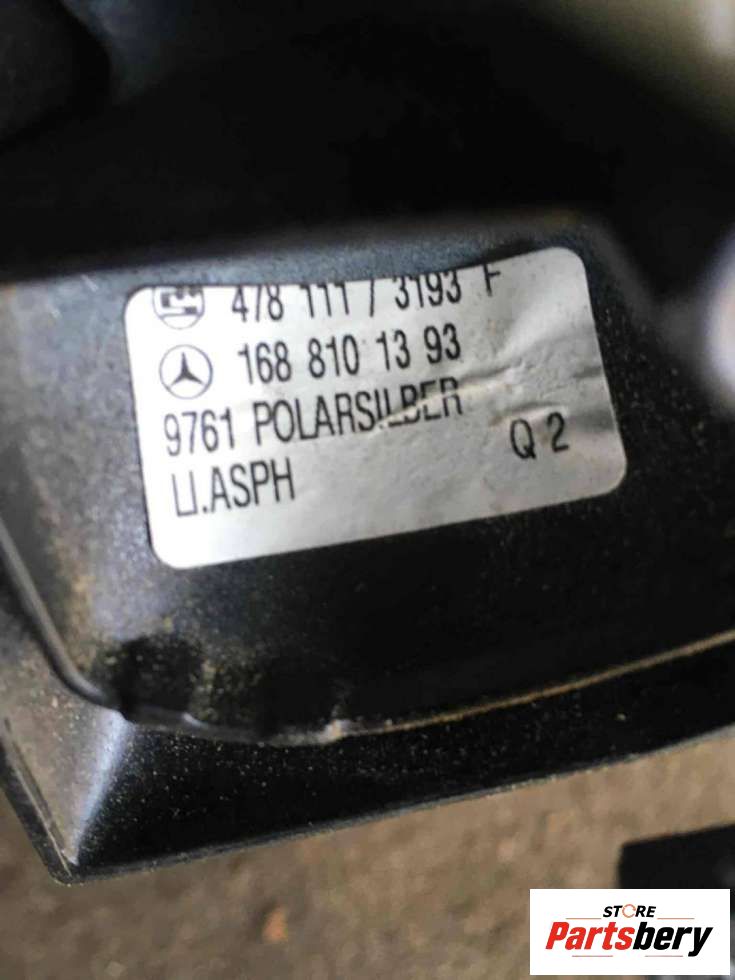 478 111 / 3193 F
168 810 13 93
9761 POLARSILBER
LI.ASPH
Q 2
STORE
Partsbery